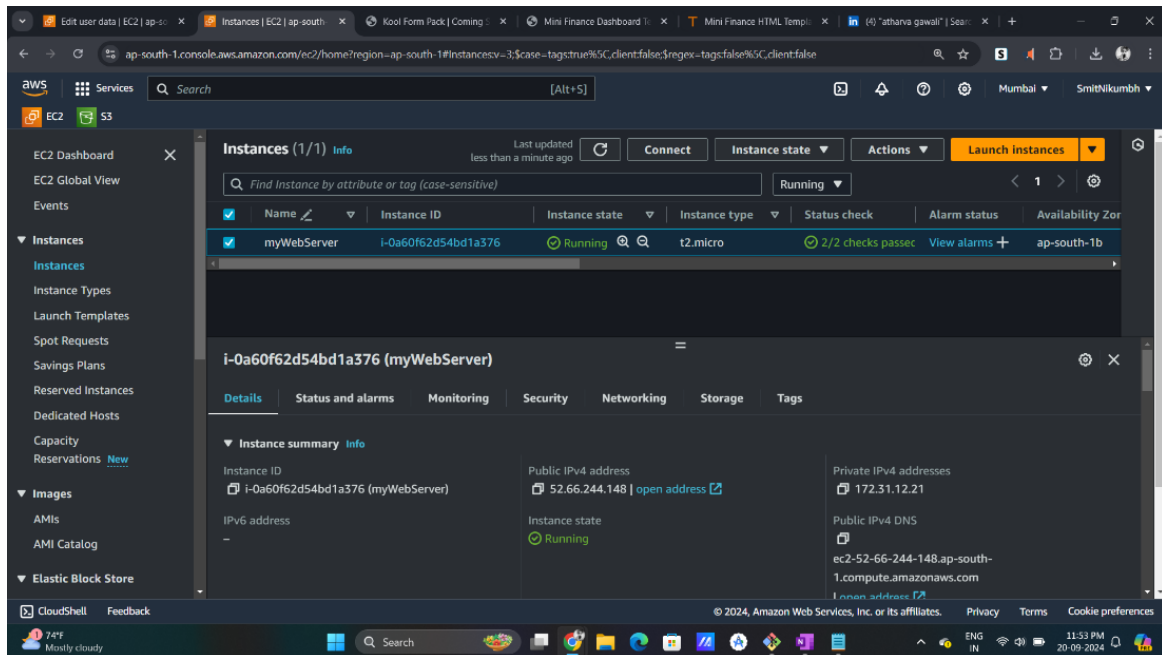 Edit user data | EC2 | ap-so
Instances | EC2 | ap-south-
Kool Form Pack | Coming S
Mini Finance Dashboard Te
Mini Finance HTML Templ
(4) "atharva gawali" | Sear
ap-south-1.console.aws.amazon.com/ec2/home?region=ap-south-1#Instances:v=3;$case=tags:true%5C,client:false;$regex=tags:false%5C,client:false
aws Services Search [Alt+S] Mumbai SmitNikumbh
EC2 S3
EC2 Dashboard
EC2 Global View
Events
Instances
Instances
Instance Types
Launch Templates
Spot Requests
Savings Plans
Reserved Instances
Dedicated Hosts
Capacity
Reservations New
Images
AMIs
AMI Catalog
Elastic Block Store
Instances (1/1) Info
Last updated
less than a minute ago
Connect Instance state Actions Launch instances
Find Instance by attribute or tag (case-sensitive) Running 1
Name Instance ID Instance state Instance type Status check Alarm status Availability Zor
myWebServer i-0a60f62d54bd1a376 Running t2.micro 2/2 checks passec View alarms + ap-south-1b
i-0a60f62d54bd1a376 (myWebServer)
Details Status and alarms Monitoring Security Networking Storage Tags
Instance summary Info
Instance ID
i-0a60f62d54bd1a376 (myWebServer)
Public IPv4 address
52.66.244.148 | open address
Private IPv4 addresses
172.31.12.21
IPv6 address
–
Instance state
Running
Public IPv4 DNS
ec2-52-66-244-148.ap-south-
1.compute.amazonaws.com
| open address
CloudShell Feedback © 2024, Amazon Web Services, Inc. or its affiliates. Privacy Terms Cookie preferences
1
74°F
Mostly cloudy
Search
ENG
IN
11:53 PM
20-09-2024